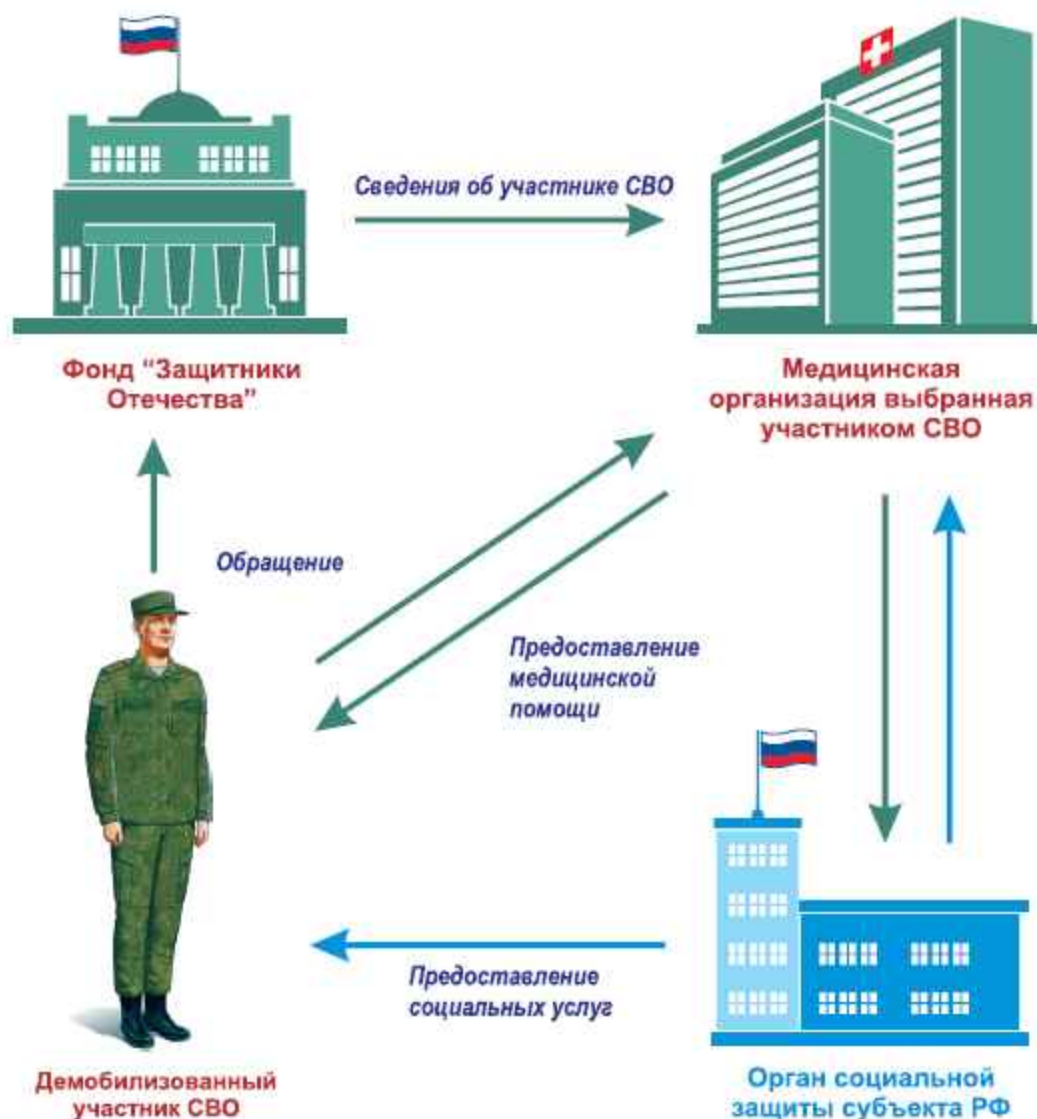 Сведения об участнике СВО
Фонд “Защитники
Отечества”
Медицинская
организация выбранная
участником СВО
Обращение
Предоставление
медицинской
помощи
Предоставление
социальных услуг
Демобилизованный
участник СВО
Орган социальной
защиты субъекта РФ